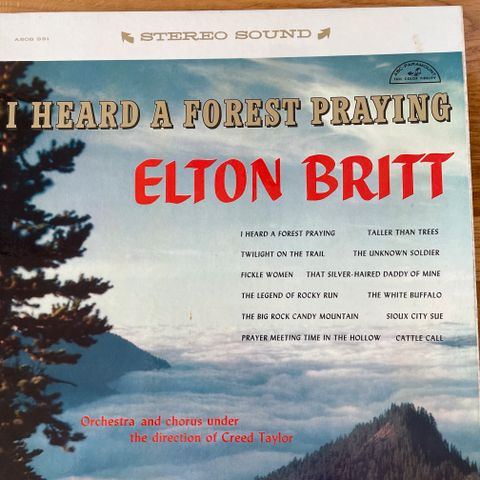 STEREO SOUND
I HEARD A FOREST PRAYING
ELTON BRITT
I HEARD A FOREST PRAYING TALLER THAN TREES
TWILIGHT ON THE TRAIL THE UNKNOWN SOLDIER
FICKLE WOMEN THAT SILVER-HAIRED DADDY OF MINE
THE LEGEND OF ROCKY RUN THE WHITE BUFFALO
THE BIG ROCK CANDY MOUNTAIN SIOUX CITY SUE
PRAYER MEETING TIME IN THE HOLLOW CATTLE CALL
Orchestra and chorus under
the direction of Creed Taylor